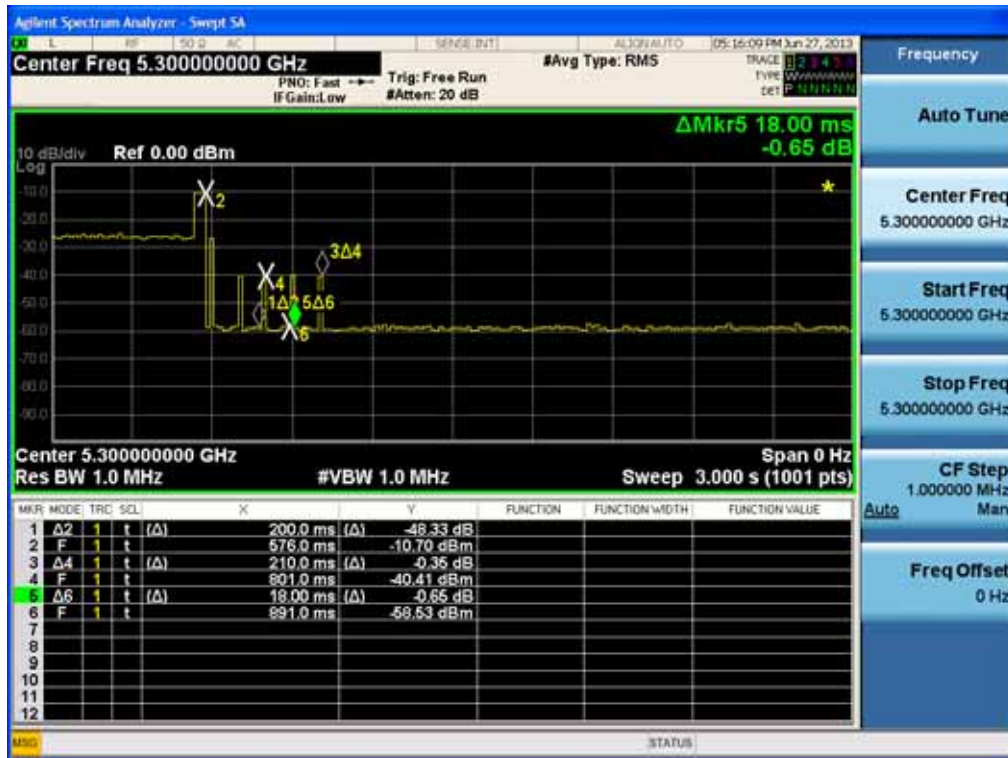 Agilent Spectrum Analyzer - Swept SA
L RF 50 Ω AC SENSE:INT ALIGNAUTO 05:16:09 PM Jun 27, 2013
Center Freq 5.300000000 GHz
PNO: Fast
IFGain:Low
Trig: Free Run
#Atten: 20 dB
#Avg Type: RMS
TRACE 1 2 3 4 5 6
TYPE
DET P N N N N N
ΔMkr5 18.00 ms
-0.65 dB
10 dB/div Ref 0.00 dBm
Log
-10.0
-20.0
-30.0
-40.0
-50.0
-60.0
-70.0
-80.0
-90.0
2
3Δ4
4
1Δ2 5Δ6
6
Center 5.300000000 GHz Span 0 Hz
Res BW 1.0 MHz #VBW 1.0 MHz Sweep 3.000 s (1001 pts)
MKR MODE TRC SCL X Y FUNCTION FUNCTION WIDTH FUNCTION VALUE
1 Δ2 1 t (Δ) 200.0 ms (Δ) -48.33 dB
2 F 1 t 576.0 ms -10.70 dBm
3 Δ4 1 t (Δ) 210.0 ms (Δ) -0.35 dB
4 F 1 t 801.0 ms -40.41 dBm
5 Δ6 1 t (Δ) 18.00 ms (Δ) -0.65 dB
6 F 1 t 891.0 ms -58.53 dBm
7
8
9
10
11
12
MSG STATUS
Frequency
Auto Tune
Center Freq
5.300000000 GHz
Start Freq
5.300000000 GHz
Stop Freq
5.300000000 GHz
CF Step
1.000000 MHz
Auto Man
Freq Offset
0 Hz